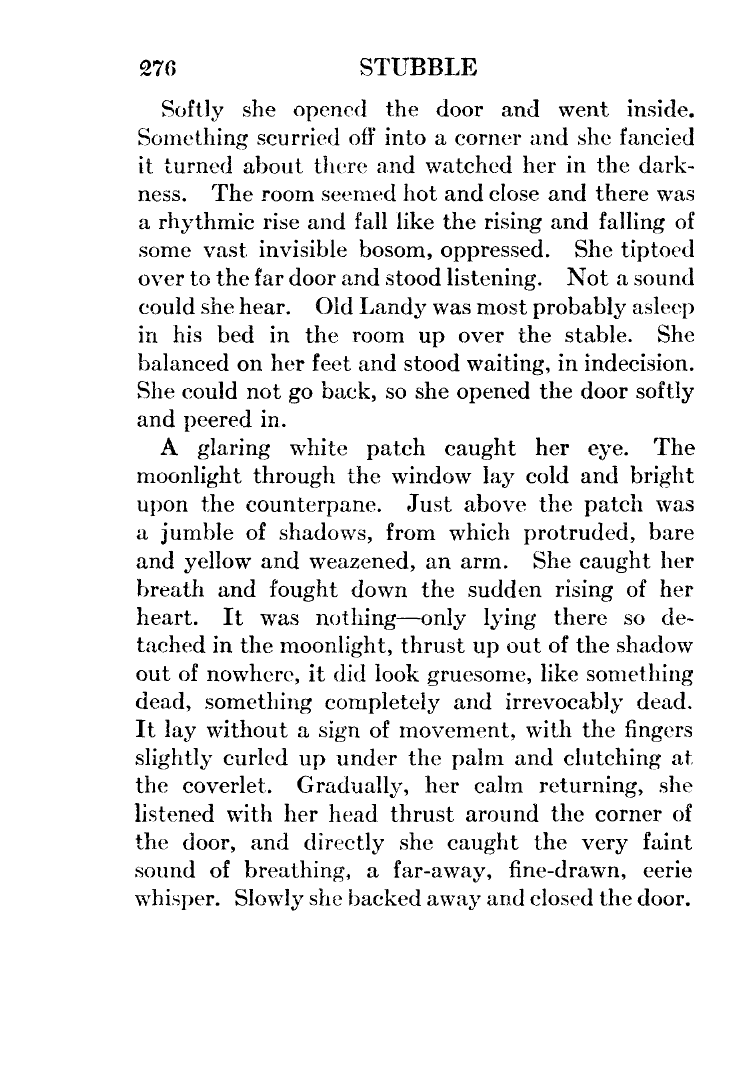 276 STUBBLE
Softly she opened the door and went inside.
Something scurried off into a corner and she fancied
it turned about there and watched her in the dark-
ness. The room seemed hot and close and there was
a rhythmic rise and fall like the rising and falling of
some vast invisible bosom, oppressed. She tiptoed
over to the far door and stood listening. Not a sound
could she hear. Old Landy was most probably asleep
in his bed in the room up over the stable. She
balanced on her feet and stood waiting, in indecision.
She could not go back, so she opened the door softly
and peered in.
A glaring white patch caught her eye. The
moonlight through the window lay cold and bright
upon the counterpane. Just above the patch was
a jumble of shadows, from which protruded, bare
and yellow and weazened, an arm. She caught her
breath and fought down the sudden rising of her
heart. It was nothing—only lying there so de-
tached in the moonlight, thrust up out of the shadow
out of nowhere, it did look gruesome, like something
dead, something completely and irrevocably dead.
It lay without a sign of movement, with the fingers
slightly curled up under the palm and clutching at
the coverlet. Gradually, her calm returning, she
listened with her head thrust around the corner of
the door, and directly she caught the very faint
sound of breathing, a far-away, fine-drawn, eerie
whisper. Slowly she backed away and closed the door.